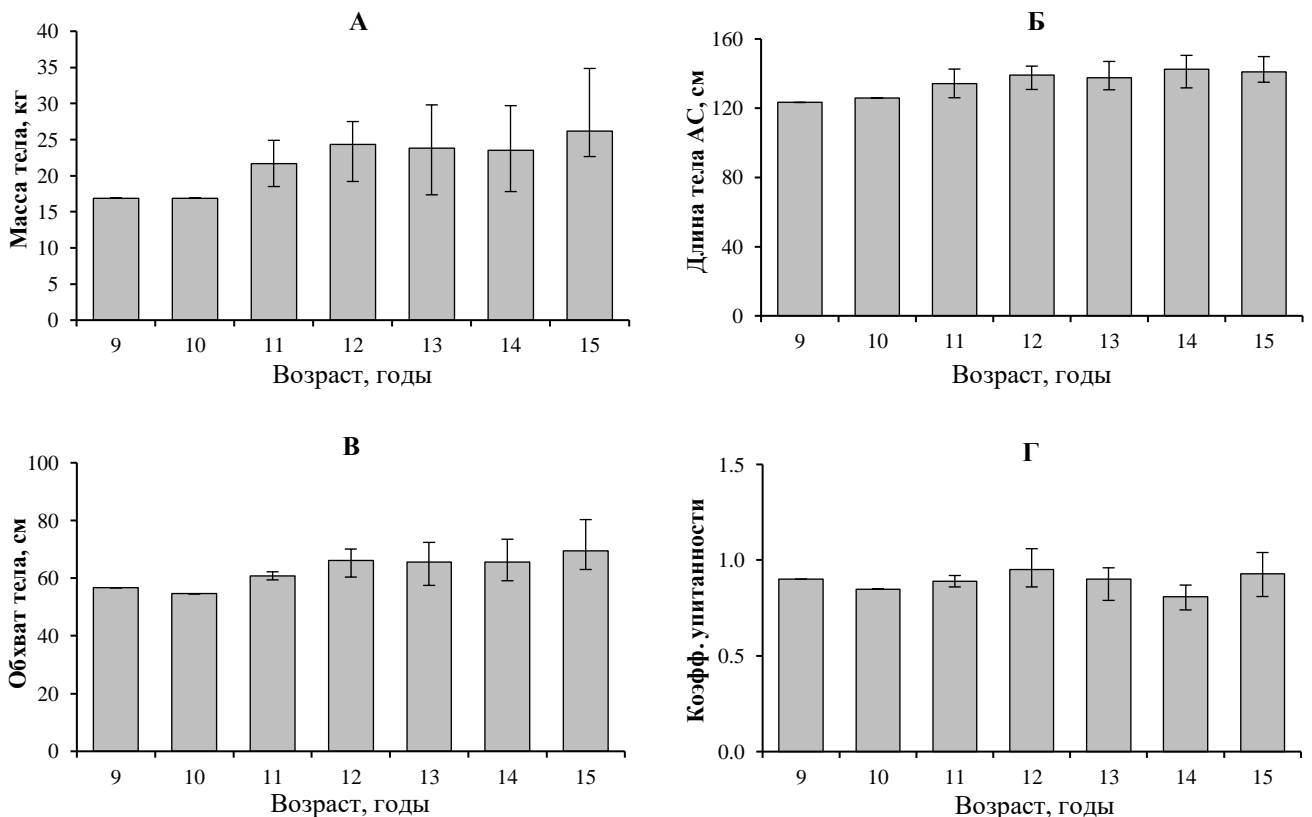 А
Масса тела, кг
40
35
30
25
20
15
10
5
0
9 10 11 12 13 14 15
Возраст, годы
Б
Длина тела АС, см
160
120
80
40
0
9 10 11 12 13 14 15
Возраст, годы
В
Обхват тела, см
100
80
60
40
20
0
9 10 11 12 13 14 15
Возраст, годы
Г
Коэфф. упитанности
1.5
1.0
0.5
0.0
9 10 11 12 13 14 15
Возраст, годы